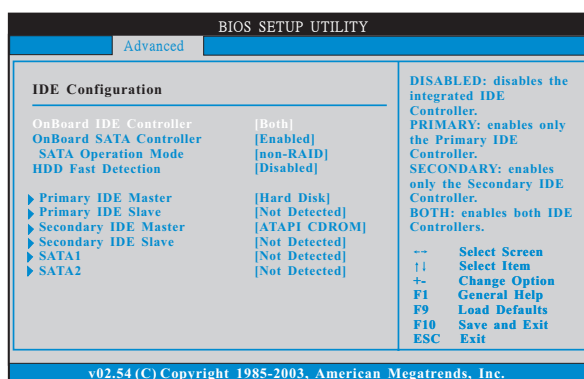 BIOS SETUP UTILITY
Advanced
IDE Configuration
OnBoard IDE Controller [Both]
OnBoard SATA Controller [Enabled]
SATA Operation Mode [non-RAID]
HDD Fast Detection [Disabled]
Primary IDE Master [Hard Disk]
Primary IDE Slave [Not Detected]
Secondary IDE Master [ATAPI CDROM]
Secondary IDE Slave [Not Detected]
SATA1 [Not Detected]
SATA2 [Not Detected]
DISABLED: disables the
integrated IDE
Controller.
PRIMARY: enables only
the Primary IDE
Controller.
SECONDARY: enables
only the Secondary IDE
Controller.
BOTH: enables both IDE
Controllers.
←→ Select Screen
↑↓ Select Item
+- Change Option
F1 General Help
F9 Load Defaults
F10 Save and Exit
ESC Exit
v02.54 (C) Copyright 1985-2003, American Megatrends, Inc.